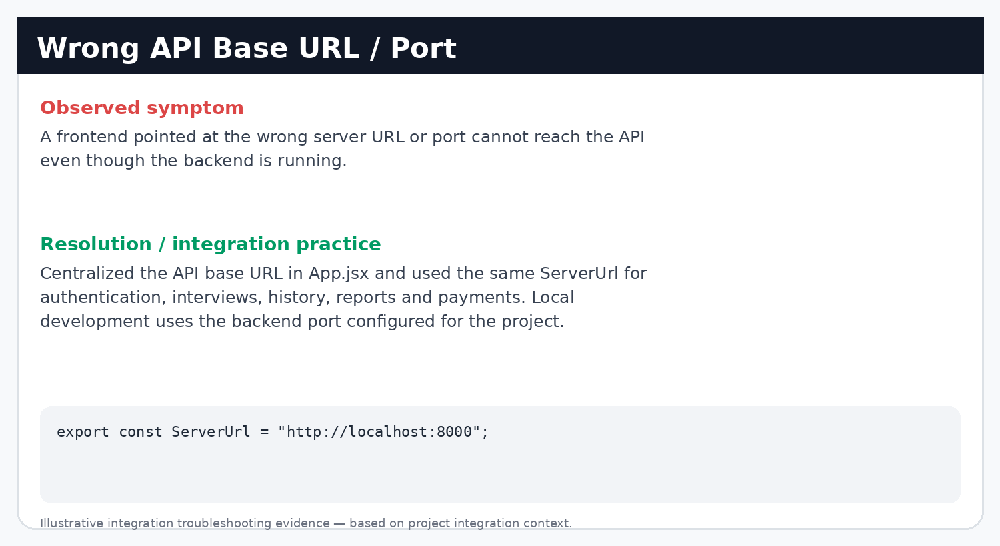 Wrong API Base URL / Port
Observed symptom
A frontend pointed at the wrong server URL or port cannot reach the API
even though the backend is running.
Resolution / integration practice
Centralized the API base URL in App.jsx and used the same ServerUrl for
authentication, interviews, history, reports and payments. Local
development uses the backend port configured for the project.
export const ServerUrl = "http://localhost:8000";
Illustrative integration troubleshooting evidence — based on project integration context.